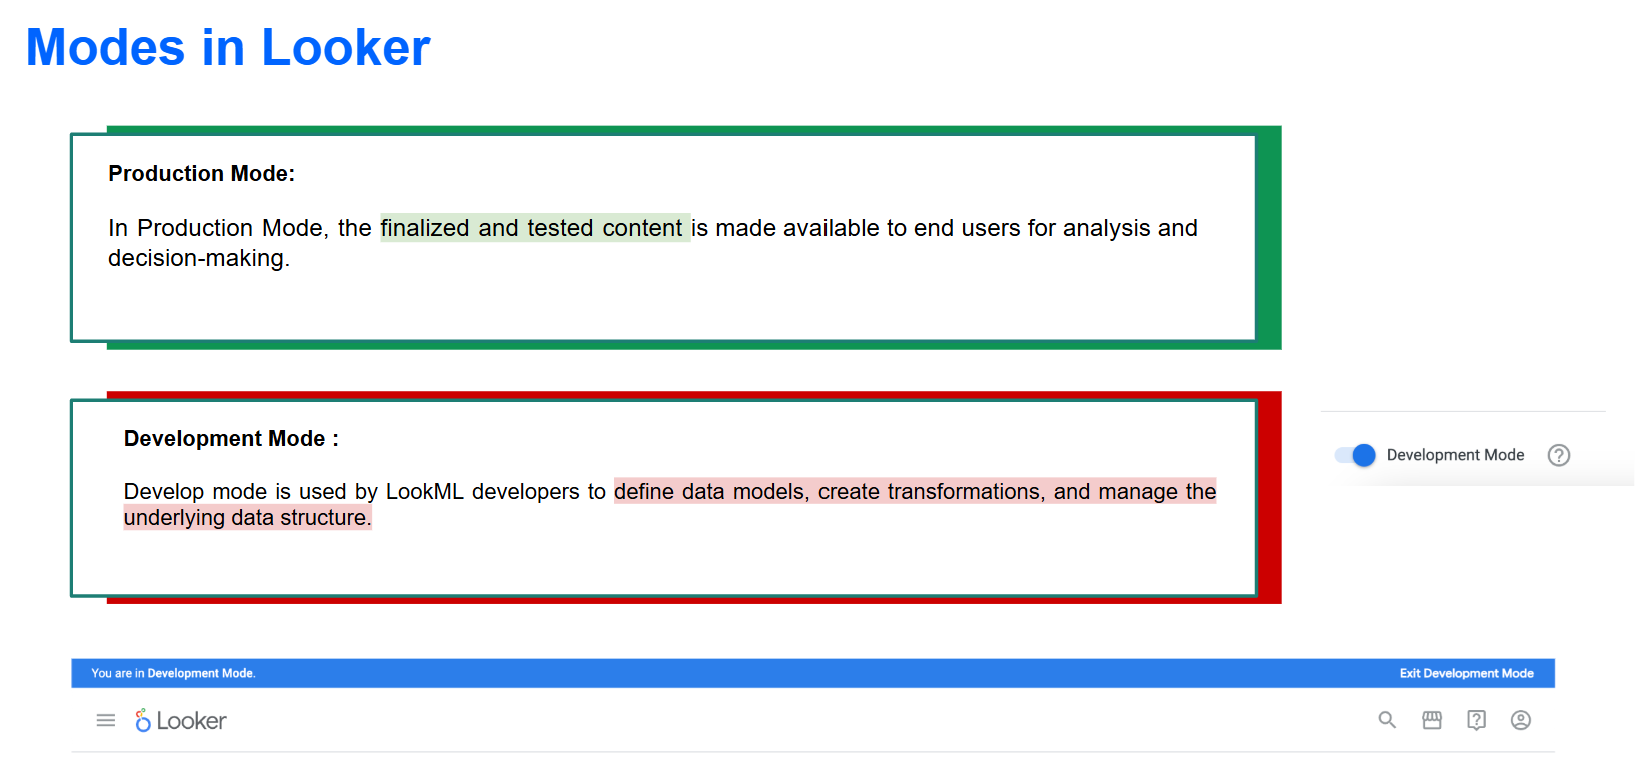 Modes in Looker
Production Mode:
In Production Mode, the finalized and tested content is made available to end users for analysis and
decision-making.
Development Mode :
Develop mode is used by LookML developers to define data models, create transformations, and manage the
underlying data structure.
Development Mode ?
You are in Development Mode.
Exit Development Mode
Looker